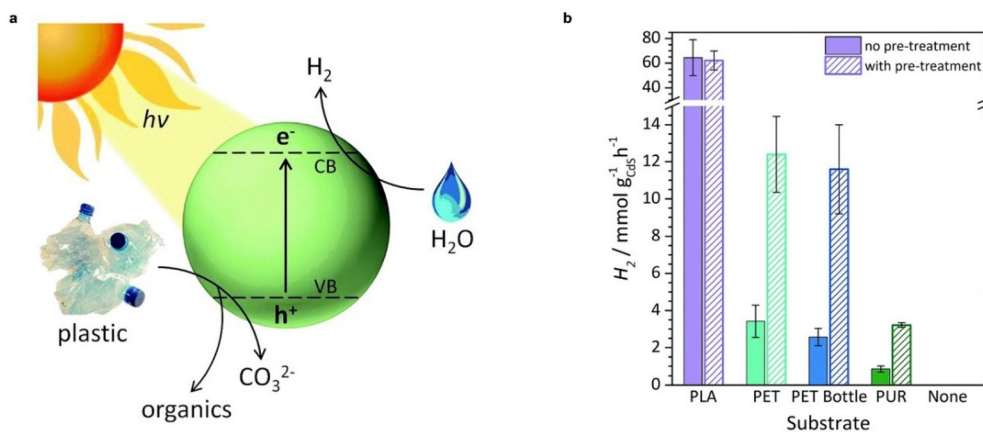 a
hν
H₂
e⁻
CB
H₂O
VB
h⁺
plastic
CO₃²⁻
organics
b
no pre-treatment
with pre-treatment
H₂ / mmol g⁻¹CdS h⁻¹
80
60
40
14
12
10
8
6
4
2
0
PLA PET PET Bottle PUR None
Substrate